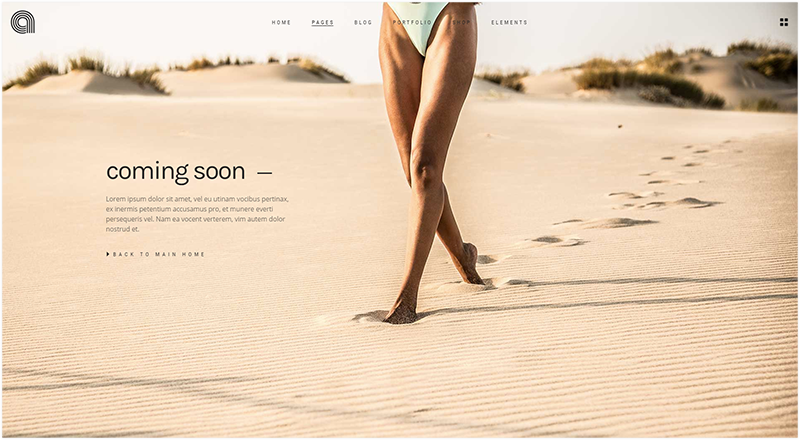 HOME PAGES BLOG PORTFOLIO SHOP ELEMENTS
coming soon —
Lorem ipsum dolor sit amet, vel eu utinam vocibus pertinax,
ex inermis petentium accusamus pro, et munere everti
persequeris vel. Nam ea vocent verterem, vim autem dolor
nostrud et.
BACK TO MAIN HOME